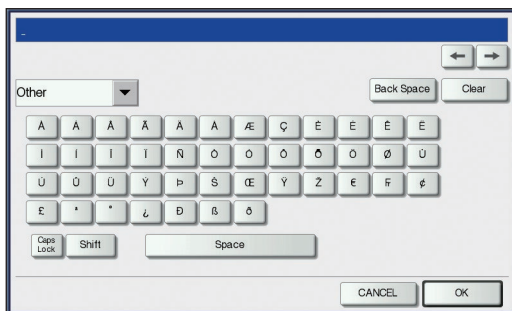 _
← →
Other Back Space Clear
À Á Â Ã Ä Å Æ Ç È É Ê Ë
Ì Í Î Ï Ñ Ò Ó Ô Õ Ö Ø Ù
Ú Û Ü Ý Þ Š Œ Ÿ Ž € ₣ ¢
£ ª º ¿ Ð ß ð
Caps Lock Shift Space
CANCEL OK